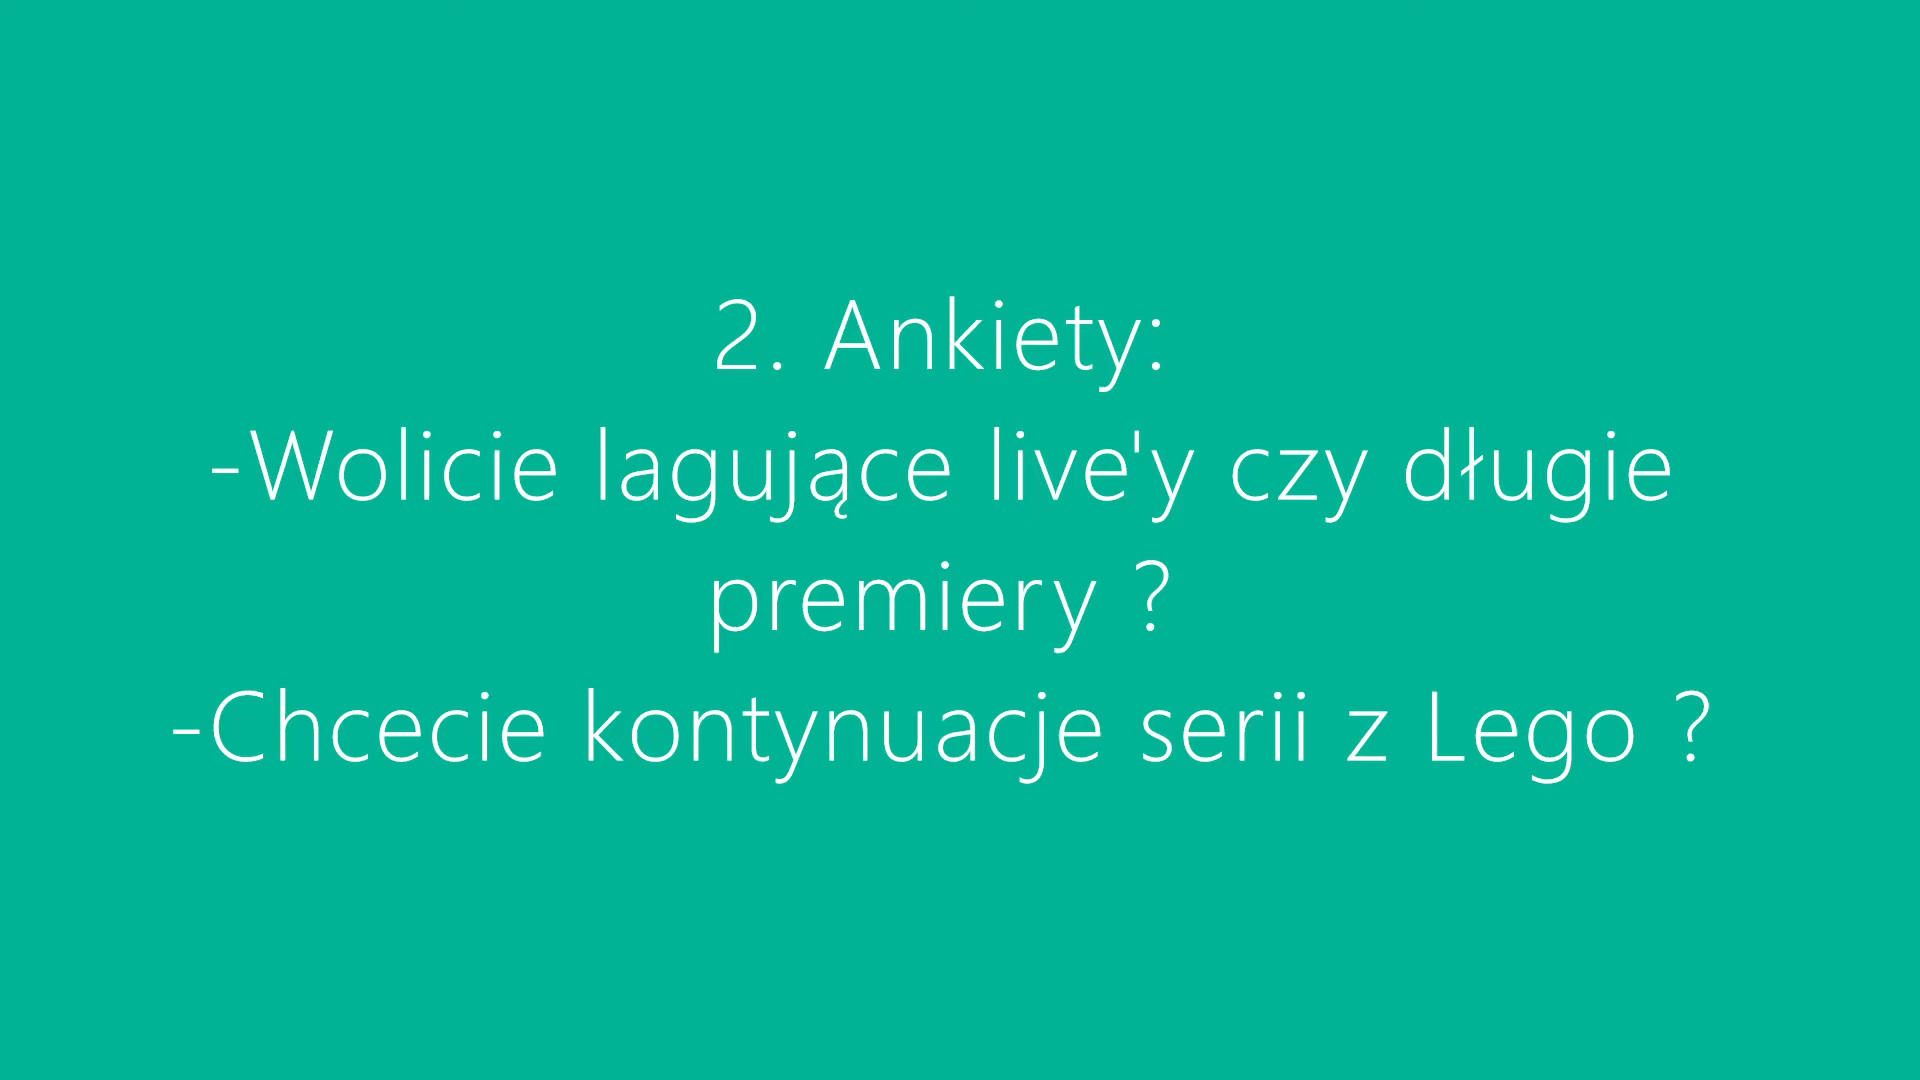 2. Ankiety:
-Wolicie lagujące live'y czy długie
premiery ?
-Chcecie kontynuacje serii z Lego ?